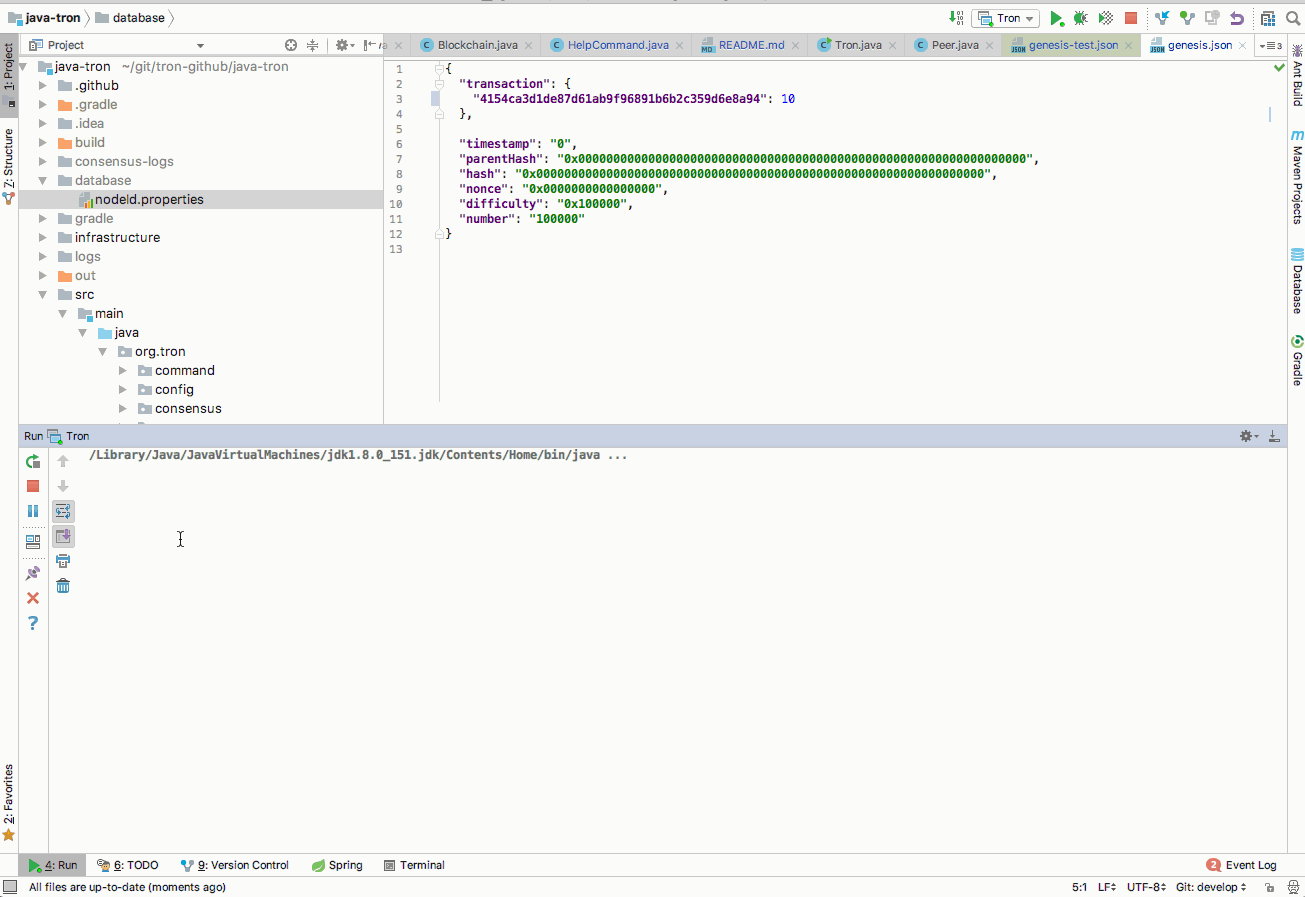 java-tron database
Tron
1: Project
Z: Structure
2: Favorites
Project
Blockchain.java HelpCommand.java README.md Tron.java Peer.java genesis-test.json genesis.json 3
java-tron ~/git/tron-github/java-tron
.github
.gradle
.idea
build
consensus-logs
database
nodeId.properties
gradle
infrastructure
logs
out
src
main
java
org.tron
command
config
consensus
1 {
2 "transaction": {
3 "4154ca3d1de87d61ab9f96891b6b2c359d6e8a94": 10
4 },
5
6 "timestamp": "0",
7 "parentHash": "0x0000000000000000000000000000000000000000000000000000000000000000",
8 "hash": "0x0000000000000000000000000000000000000000000000000000000000000000",
9 "nonce": "0x0000000000000000",
10 "difficulty": "0x100000",
11 "number": "100000"
12 }
13
Ant Build
Maven Projects
Database
Gradle
Run Tron
/Library/Java/JavaVirtualMachines/jdk1.8.0_151.jdk/Contents/Home/bin/java ...
4: Run 6: TODO 9: Version Control Spring Terminal 2 Event Log
All files are up-to-date (moments ago) 5:1 LF UTF-8 Git: develop